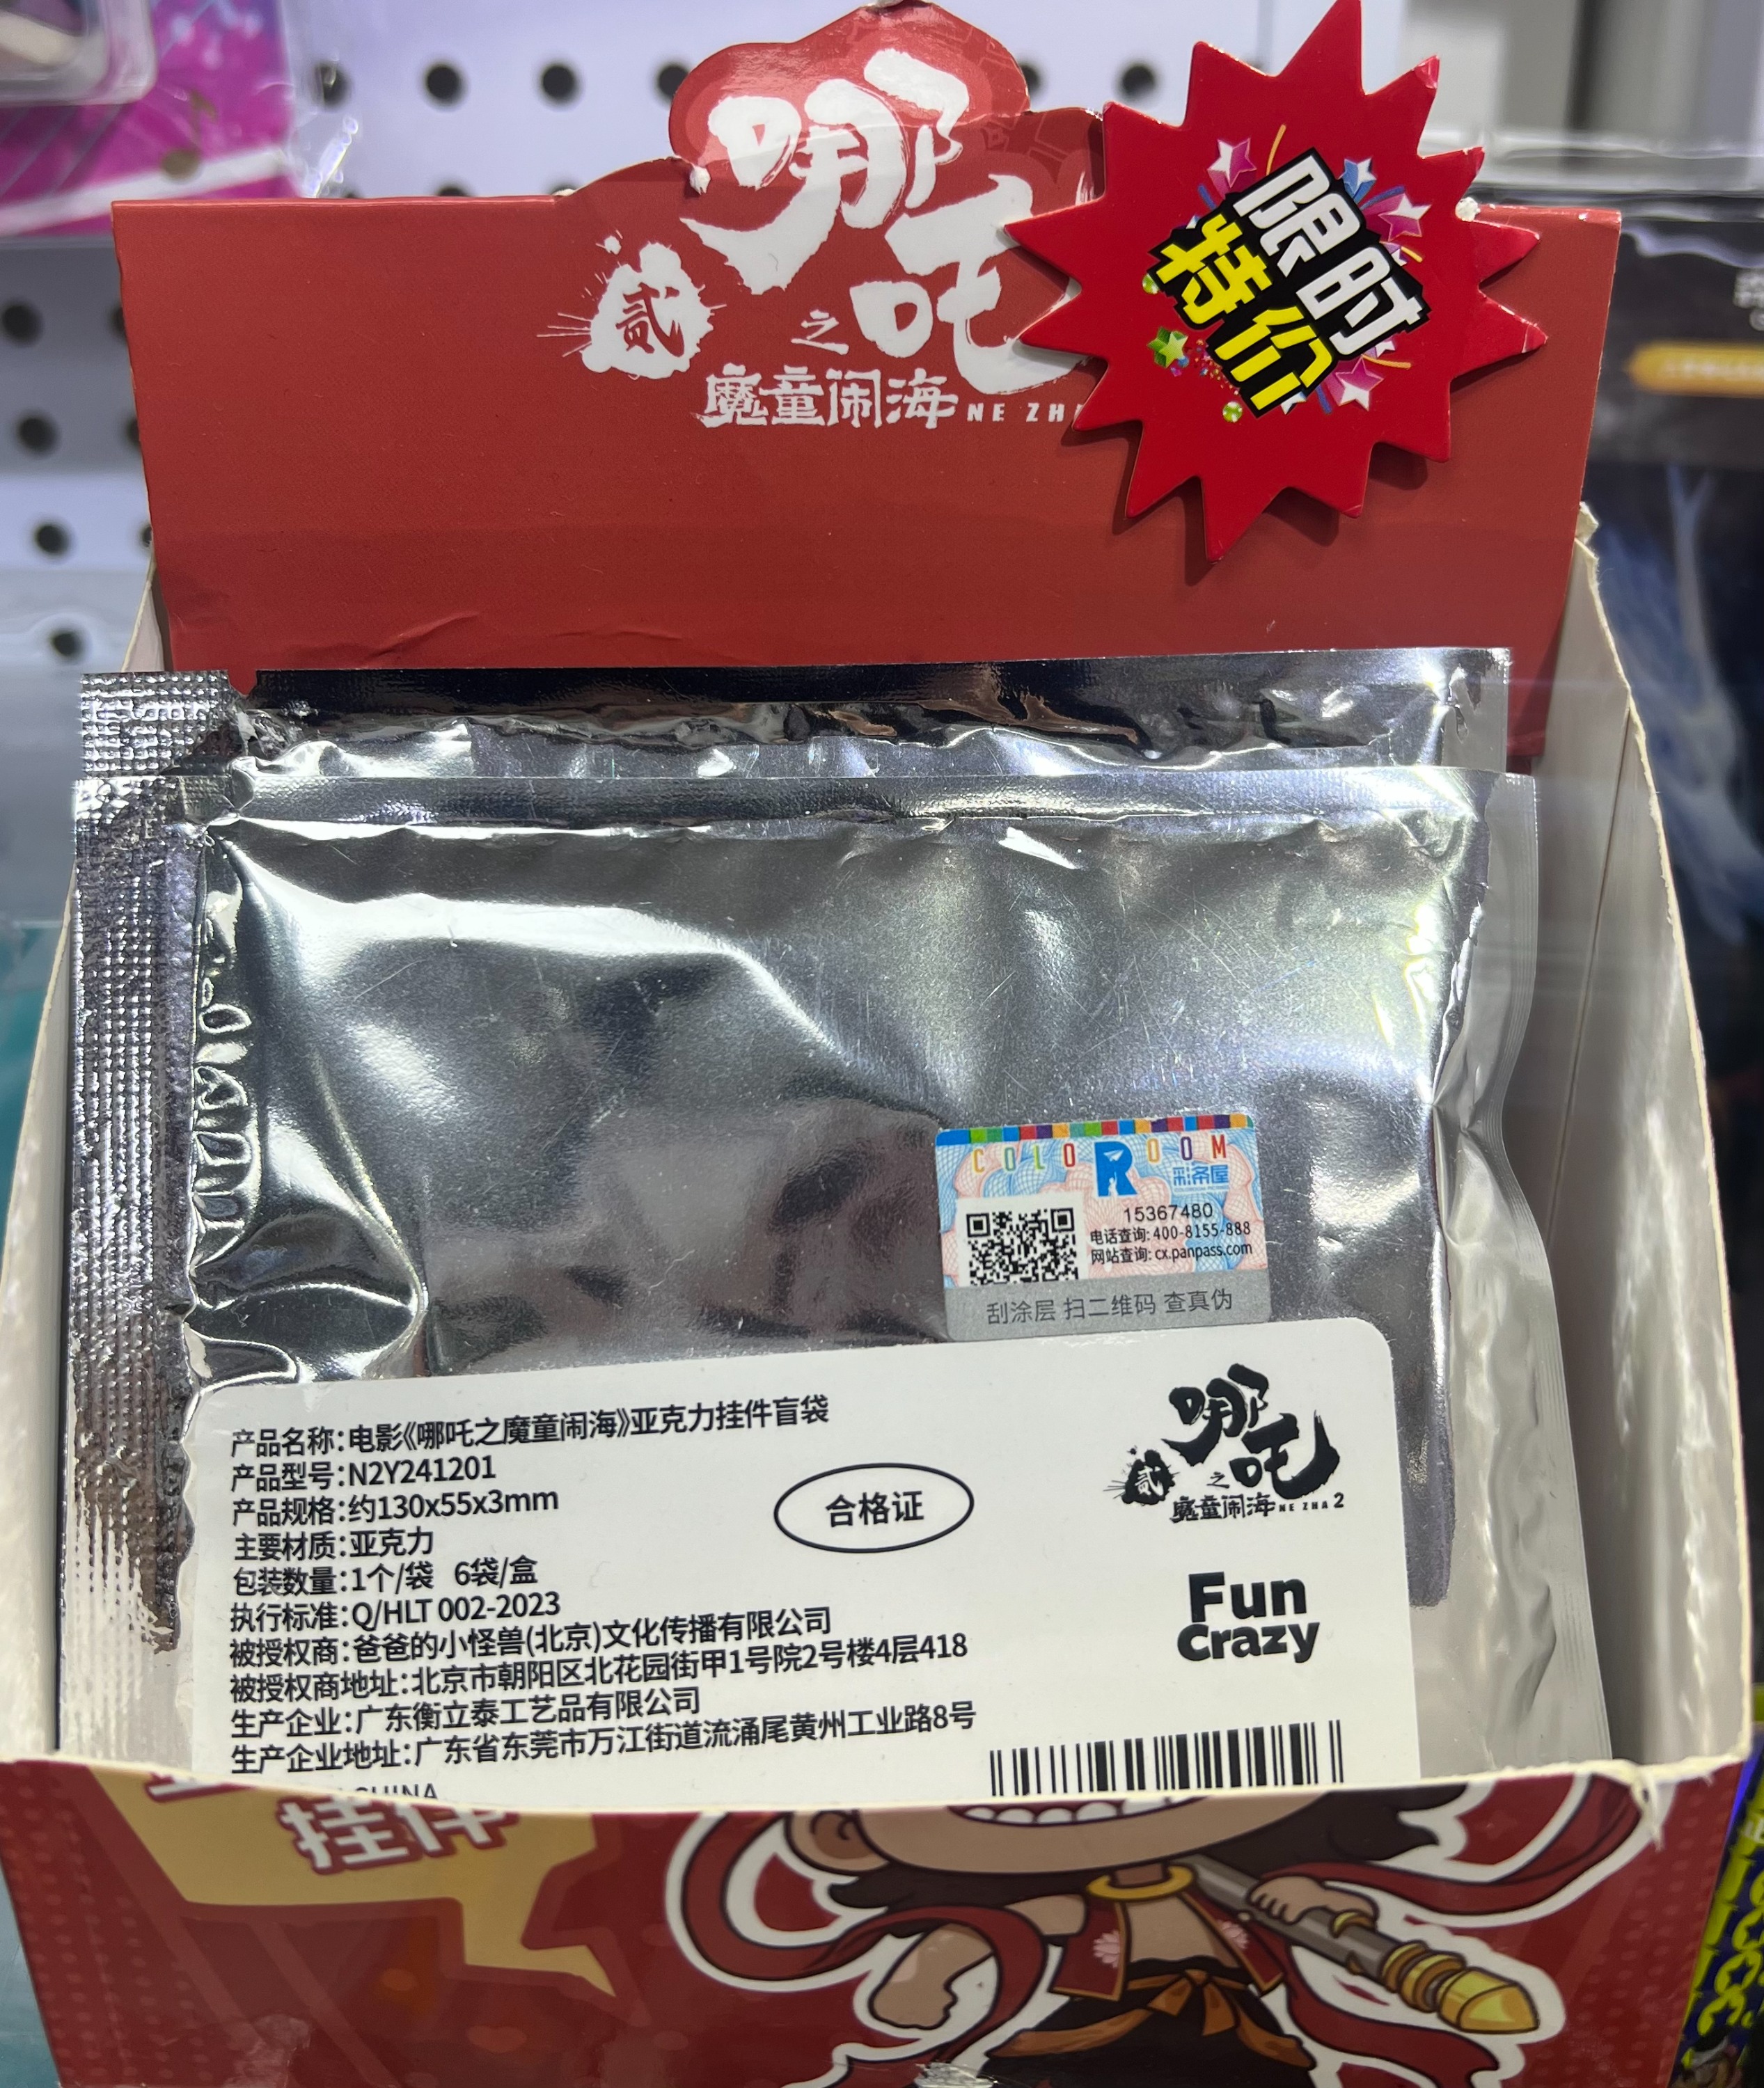 哪吒
贰
之
魔童闹海 NE ZH
限时
特价
COLOROOM
彩条屋
15367480
电话查询:400-8155-888
网站查询:cx.panpass.com
刮涂层 扫二维码 查真伪
产品名称:电影《哪吒之魔童闹海》亚克力挂件盲袋
产品型号:N2Y241201
产品规格:约130x55x3mm
主要材质:亚克力
包装数量:1个/袋 6袋/盒
执行标准:Q/HLT 002-2023
被授权商:爸爸的小怪兽(北京)文化传播有限公司
被授权商地址:北京市朝阳区北花园街甲1号院2号楼4层418
生产企业:广东衡立泰工艺品有限公司
生产企业地址:广东省东莞市万江街道流涌尾黄州工业路8号
CHINA
合格证
哪吒
贰
之
魔童闹海 NE ZHA 2
Fun
Crazy
挂件